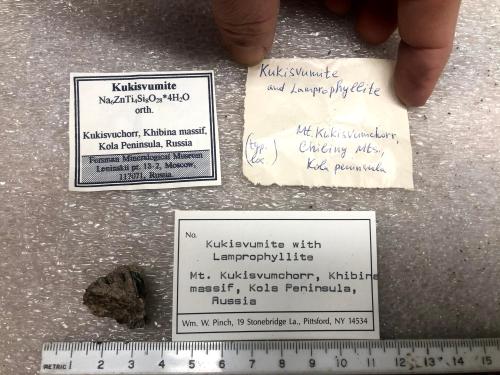 Kukisvumite
Na₆ZnTi₄Si₈O₂₈*4H₂O
orth.
Kukisvuchorr, Khibina massif,
Kola Peninsula, Russia
Fersman Mineralogical Museum
Leninskii pr. 18-2, Moscow,
117071, Russia.
Kukisvumite
and Lamprophyllite
(typ. loc)
Mt. Kukisvumchorr,
Chibiny Mts.,
Kola peninsula
No.
Kukisvumite with
Lamprophyllite
Mt. Kukisvumchorr, Khibina
massif, Kola Peninsula,
Russia
Wm. W. Pinch, 19 Stonebridge La., Pittsford, NY 14534
METRIC 1 2 3 4 5 6 7 8 9 10 11 12 13 14 15